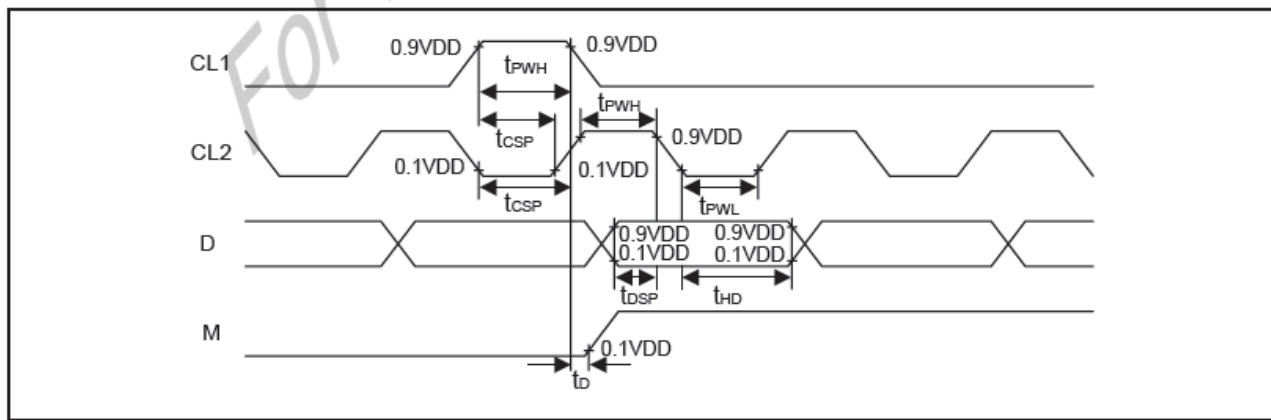 For
0.9VDD
0.9VDD
CL1
tPWH
tPWH
tCSP
0.9VDD
CL2
0.1VDD
0.1VDD
tCSP
tPWL
0.9VDD
0.9VDD
D
0.1VDD
0.1VDD
tDSP
tHD
M
0.1VDD
tD